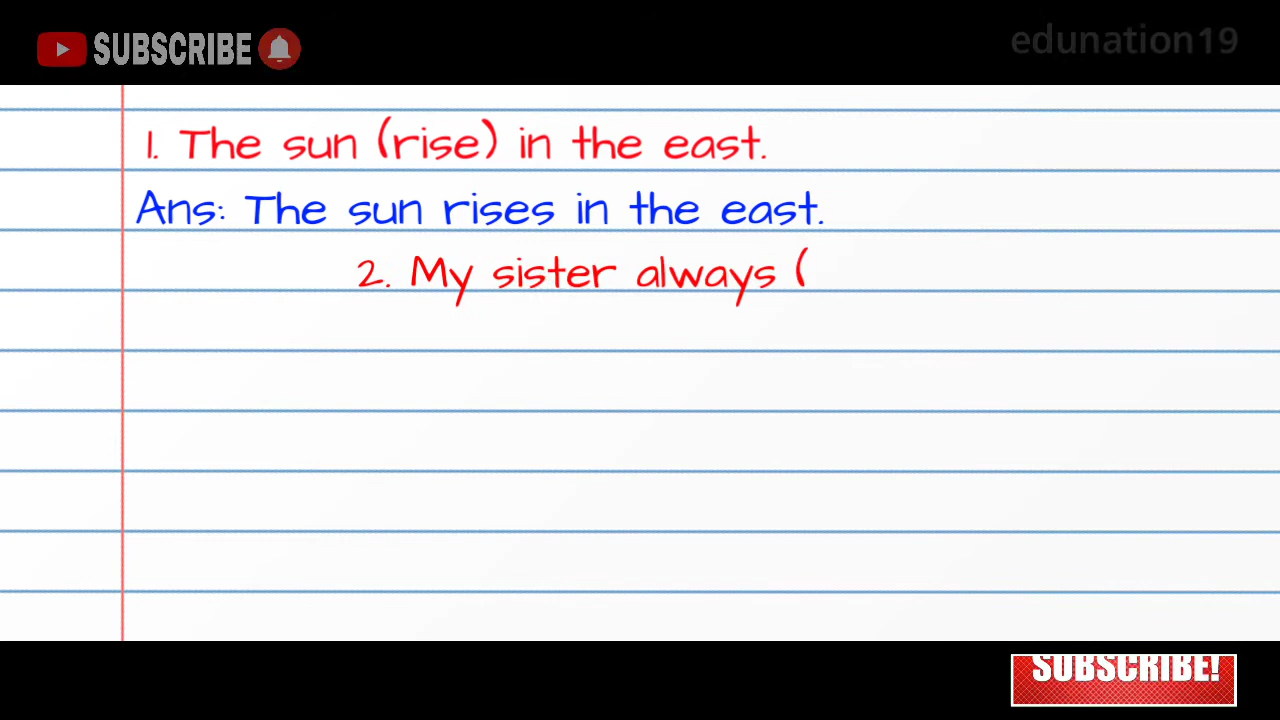 SUBSCRIBE
edunation19
1. The sun (rise) in the east.
Ans: The sun rises in the east.
2. My sister always (
SUBSCRIBE!